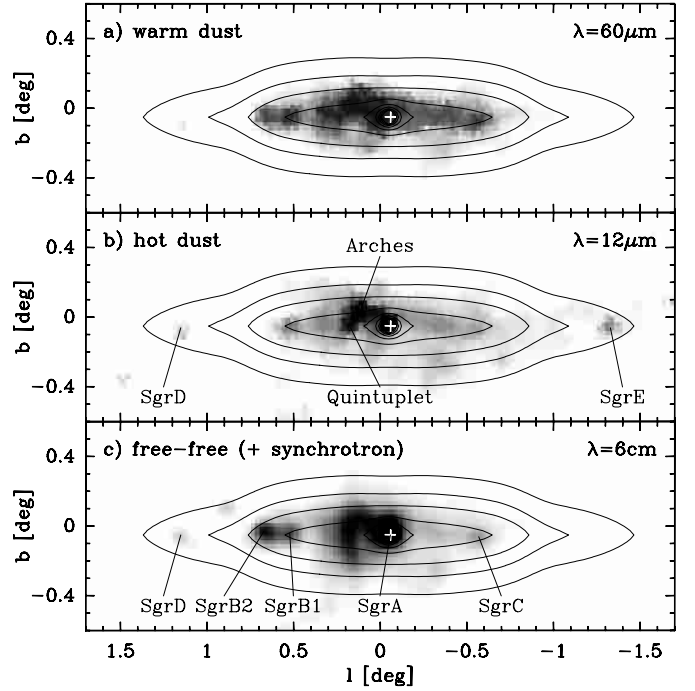 a) warm dust λ=60μm
0.4
0
−0.4
b [deg]
b) hot dust Arches λ=12μm
0.4
0
−0.4
b [deg]
SgrD Quintuplet SgrE
c) free-free (+ synchrotron) λ=6cm
0.4
0
−0.4
b [deg]
SgrD SgrB2 SgrB1 SgrA SgrC
1.5 1 0.5 0 −0.5 −1 −1.5
l [deg]